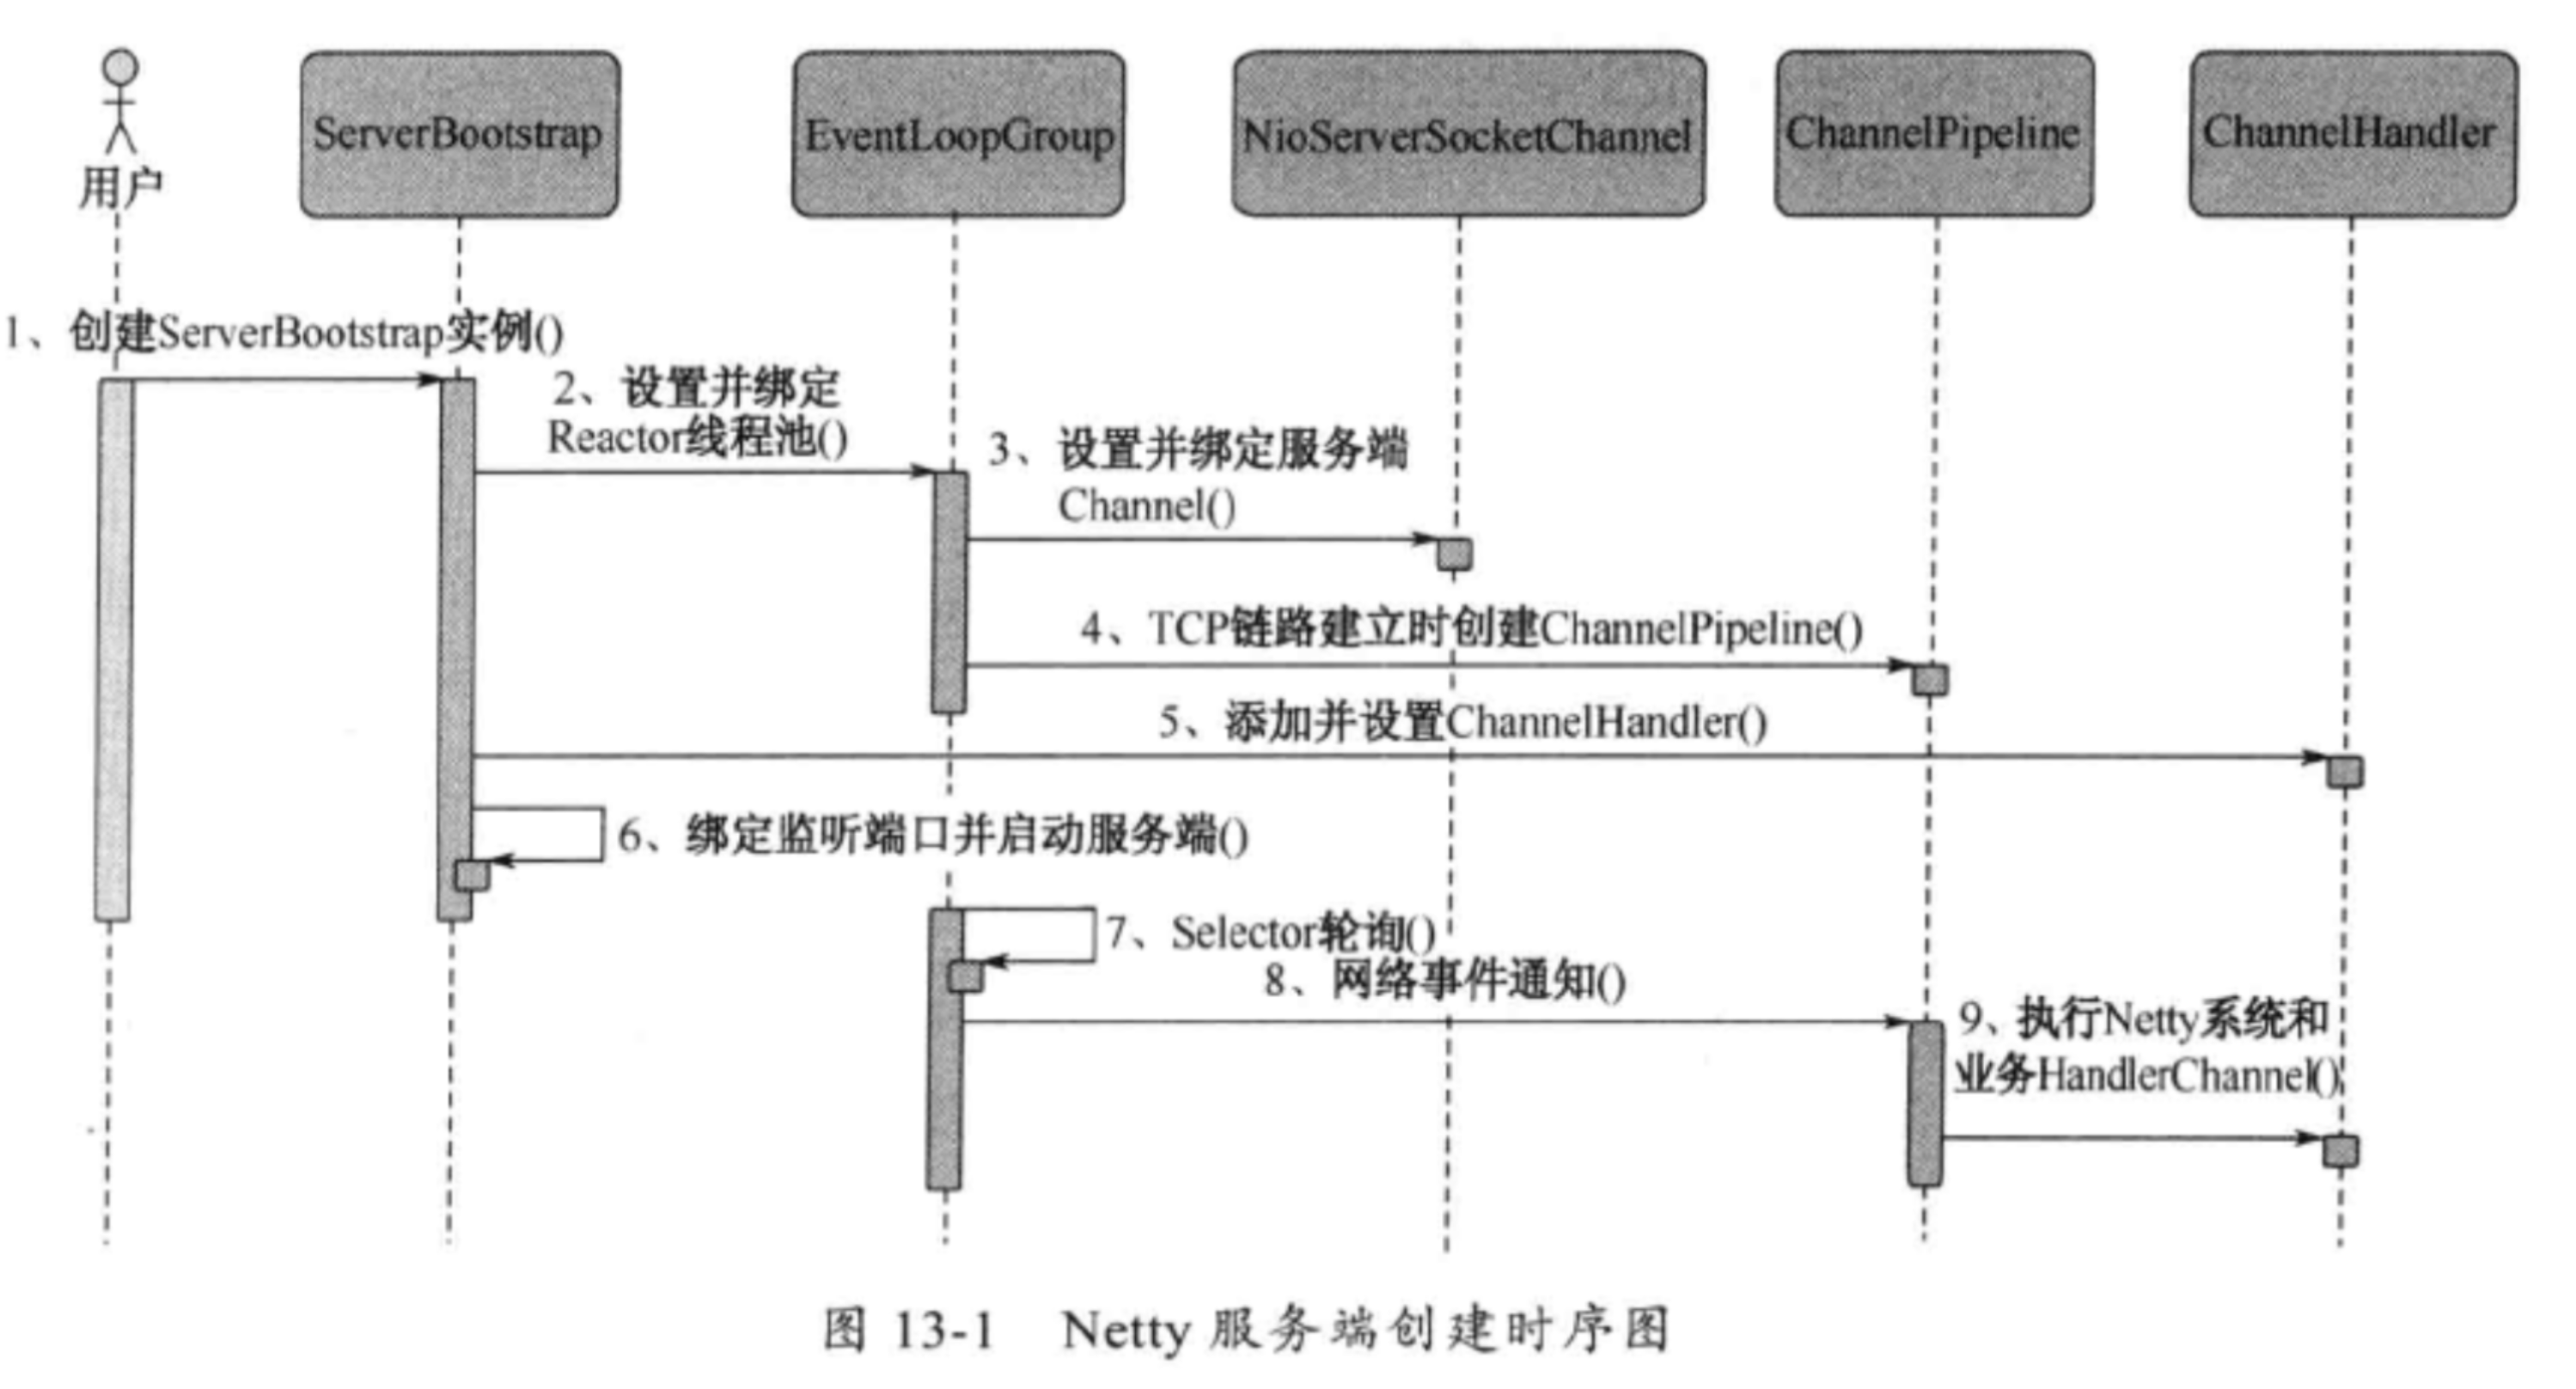 用户
ServerBootstrap
EventLoopGroup
NioServerSocketChannel
ChannelPipeline
ChannelHandler
1、创建ServerBootstrap实例()
2、设置并绑定
Reactor线程池()
3、设置并绑定服务端
Channel()
4、TCP链路建立时创建ChannelPipeline()
5、添加并设置ChannelHandler()
6、绑定监听端口并启动服务端()
7、Selector轮询()
8、网络事件通知()
9、执行Netty系统和
业务HandlerChannel()
图 13-1 Netty 服务端创建时序图